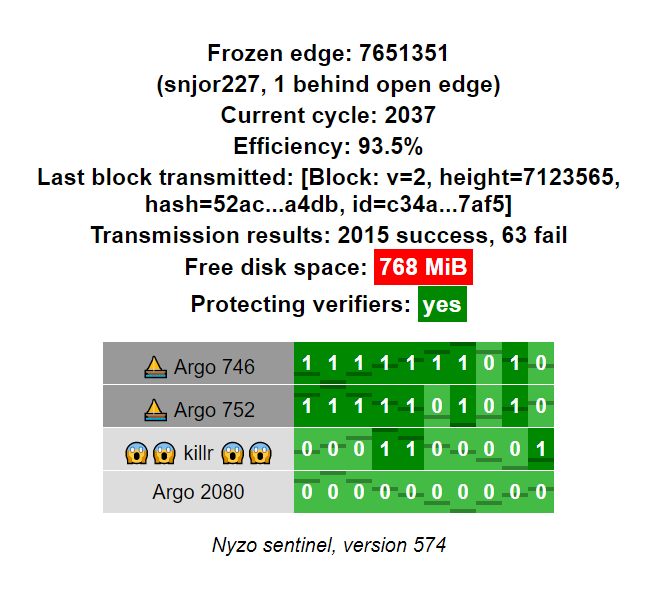 Frozen edge: 7651351
(snjor227, 1 behind open edge)
Current cycle: 2037
Efficiency: 93.5%
Last block transmitted: [Block: v=2, height=7123565,
hash=52ac...a4db, id=c34a...7af5]
Transmission results: 2015 success, 63 fail
Free disk space: 768 MiB
Protecting verifiers: yes
Argo 746 1 1 1 1 1 1 1 0 1 0
Argo 752 1 1 1 1 1 0 1 0 1 0
😱😱 killr 😱😱 0 0 0 1 1 0 0 0 0 1
Argo 2080 0 0 0 0 0 0 0 0 0 0
Nyzo sentinel, version 574